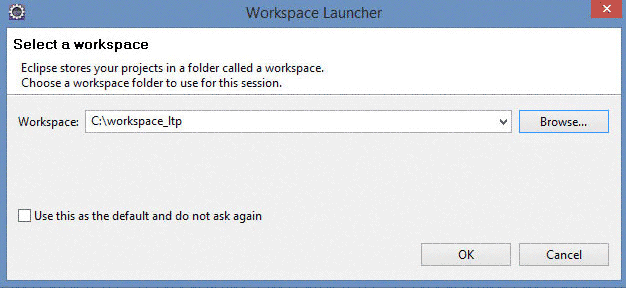 Workspace Launcher
Select a workspace
Eclipse stores your projects in a folder called a workspace.
Choose a workspace folder to use for this session.
Workspace: C:\workspace_ltp Browse...
Use this as the default and do not ask again
OK Cancel